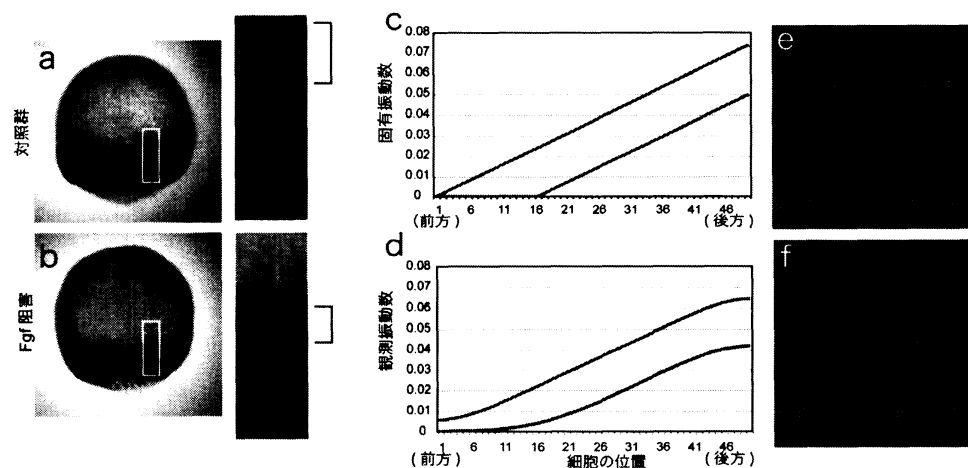 a
対照群
b
Fgf 阻害
c
固有振動数
0.08
0.07
0.06
0.05
0.04
0.03
0.02
0.01
0
1 6 11 16 21 26 31 36 41 46
(前方) (後方)
d
観測振動数
0.08
0.07
0.06
0.05
0.04
0.03
0.02
0.01
0
1 6 11 16 21 26 31 36 41 46
(前方) 細胞の位置 (後方)
e
f